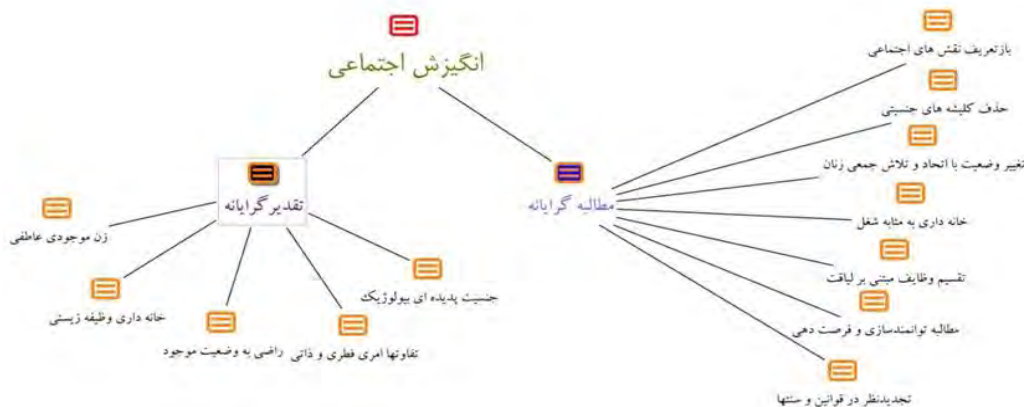 انگیزش اجتماعی
مطالبه گرایانه
بازتعریف نقش های اجتماعی
حذف کلیشه های جنسیتی
تغییر وضعیت با اتحاد و تلاش جمعی زنان
خانه داری به مثابه شغل
تقسیم وظایف مبتنی بر لیاقت
مطالبه توانمندسازی و فرصت دهی
تجدیدنظر در قوانین و سنتها
تقدیرگرایانه
جنسیت پدیده ای بیولوژیک
تفاوتها امری فطری و ذاتی
راضی به وضعیت موجود
خانه داری وظیفه زیستی
زن موجودی عاطفی